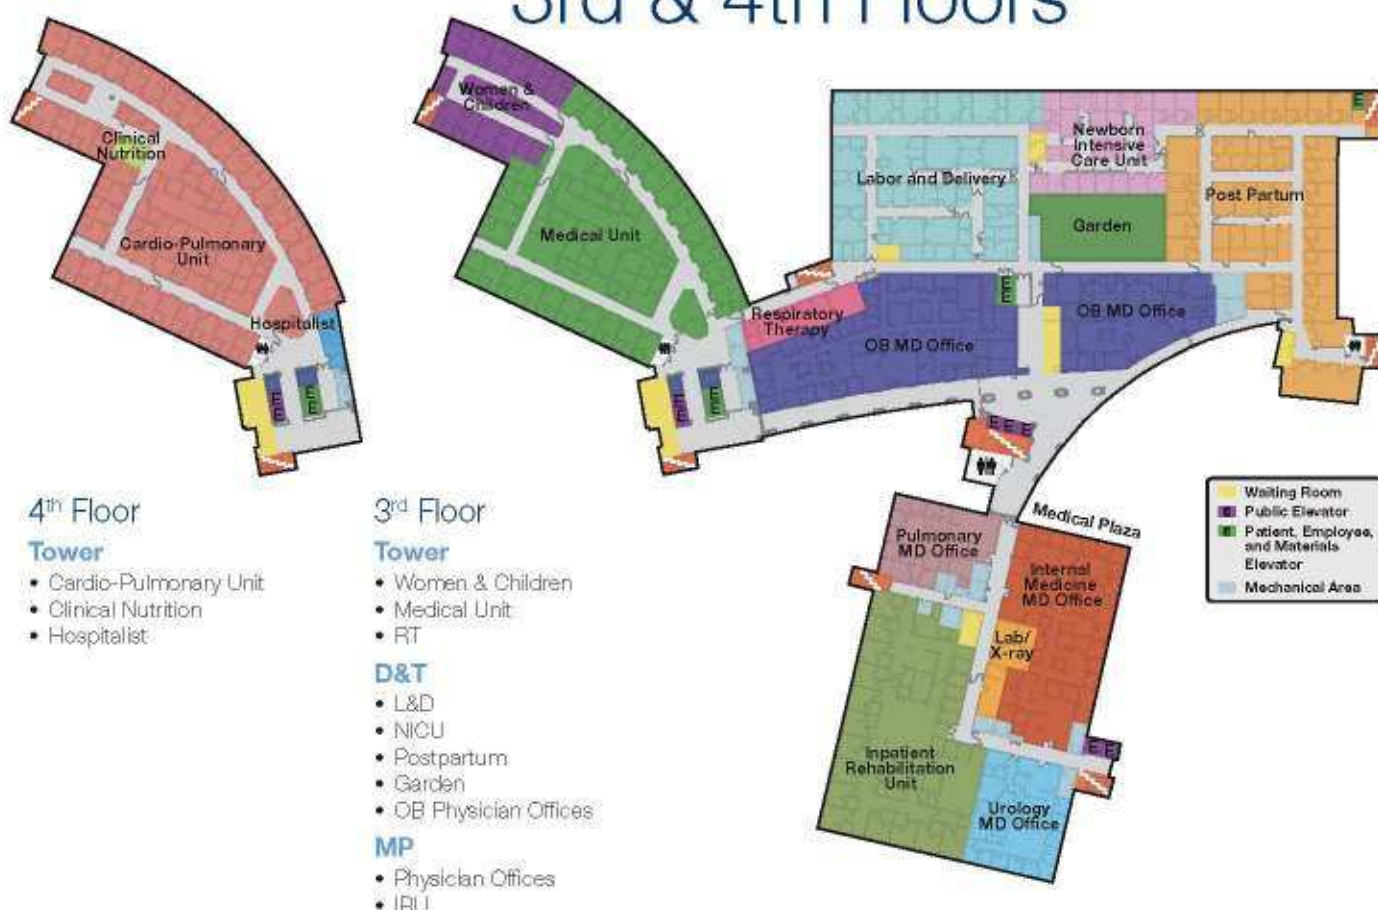 3rd & 4th Floors
Clinical
Nutrition
Cardio-Pulmonary
Unit
Hospitalist
Women &
Children
Medical Unit
Respiratory
Therapy
Labor and Delivery
Newborn
Intensive
Care Unit
Garden
Post Partum
OB MD Office
OB MD Office
Medical Plaza
Pulmonary
MD Office
Internal
Medicine
MD Office
Lab/
X-ray
Inpatient
Rehabilitation
Unit
Urology
MD Office
Waiting Room
E Public Elevator
E Patient, Employee,
and Materials
Elevator
Mechanical Area
4th Floor
Tower
• Cardio-Pulmonary Unit
• Clinical Nutrition
• Hospitalist
3rd Floor
Tower
• Women & Children
• Medical Unit
• RT
D&T
• L&D
• NICU
• Postpartum
• Garden
• OB Physician Offices
MP
• Physician Offices
• IRU